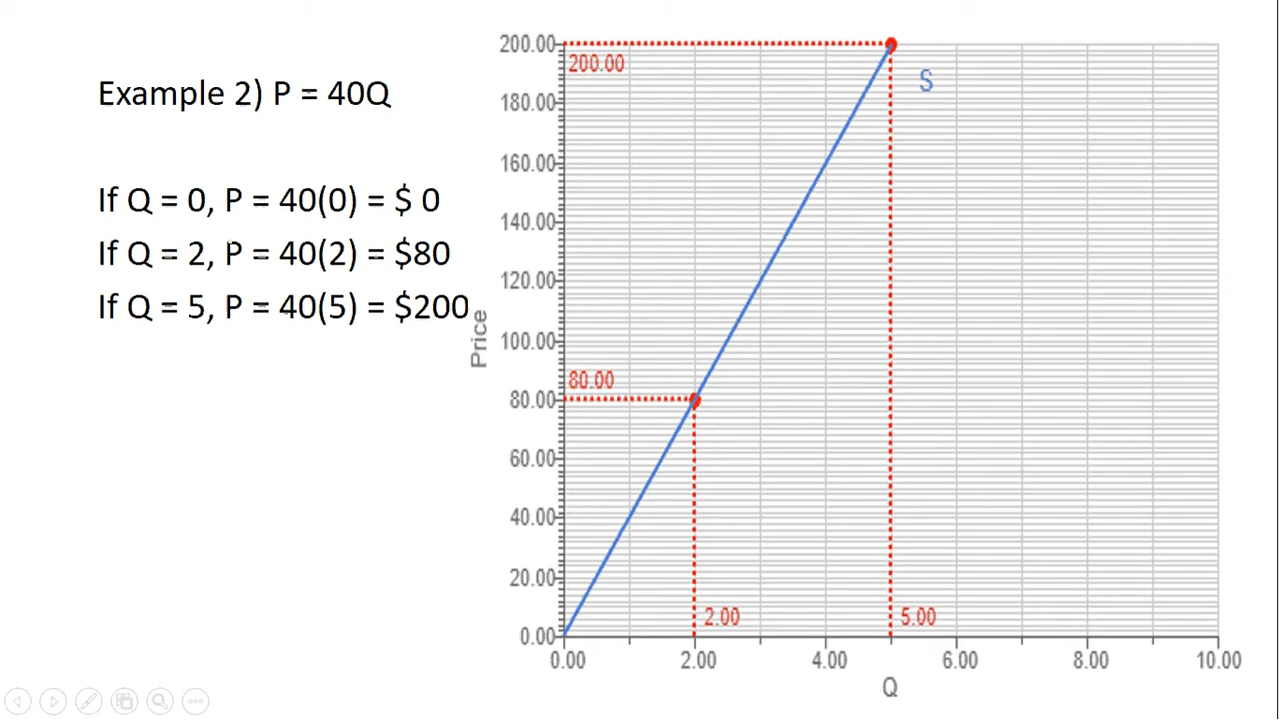 Example 2) P = 40Q
If Q = 0, P = 40(0) = $ 0
If Q = 2, P = 40(2) = $80
If Q = 5, P = 40(5) = $200
Price
200.00
180.00
160.00
140.00
120.00
100.00
80.00
60.00
40.00
20.00
0.00
200.00
S
80.00
2.00
5.00
0.00 2.00 4.00 6.00 8.00 10.00
Q